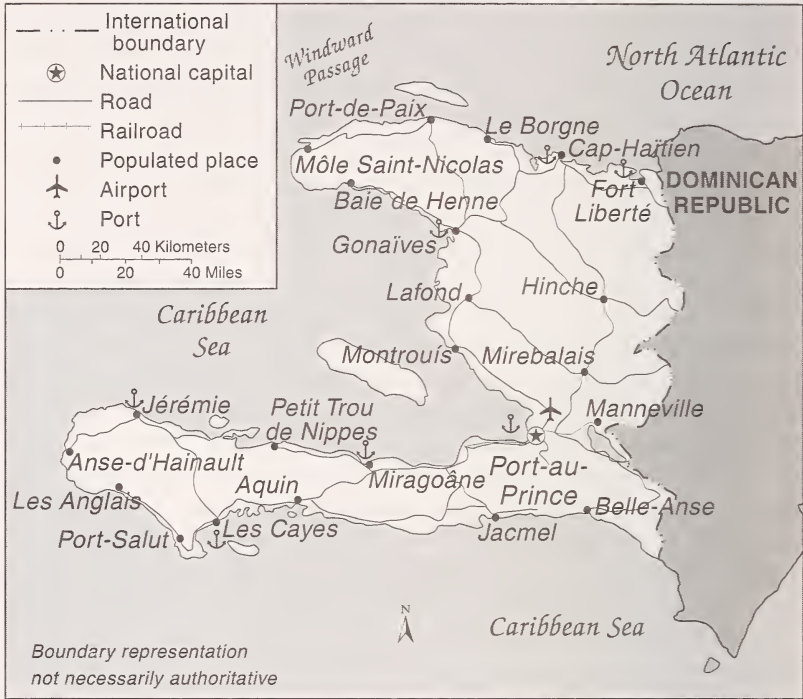 International
boundary
National capital
Road
Railroad
Populated place
Airport
Port
0 20 40 Kilometers
0 20 40 Miles
Windward
Passage
North Atlantic
Ocean
Port-de-Paix
Le Borgne
Cap-Haïtien
Môle Saint-Nicolas
Fort
Liberté
DOMINICAN
REPUBLIC
Baie de Henne
Gonaïves
Lafond
Hinche
Caribbean
Sea
Montrouís
Mirebalais
Jérémie
Petit Trou
de Nippes
Manneville
Anse-d'Hainault
Miragoâne
Port-au-
Prince
Les Anglais
Aquin
Belle-Anse
Port-Salut
Les Cayes
Jacmel
N
Caribbean Sea
Boundary representation
not necessarily authoritative